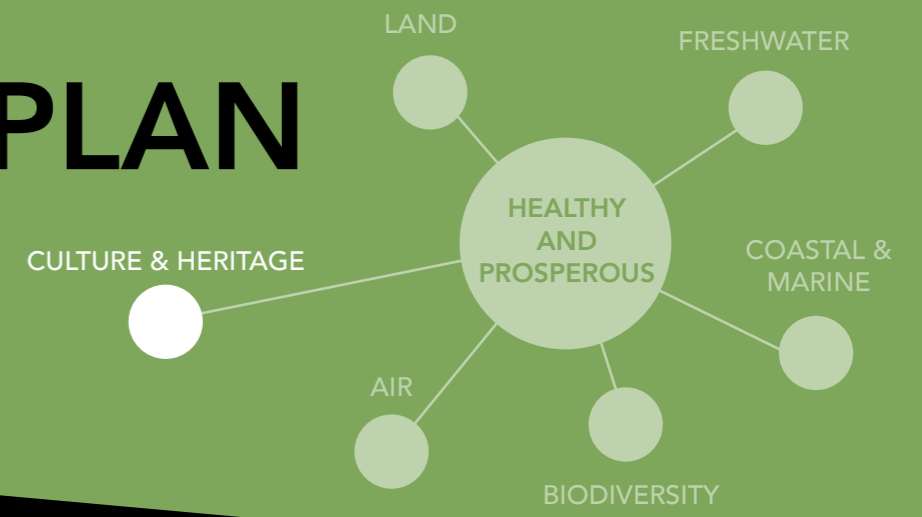 LAND
FRESHWATER
PLAN
CULTURE & HERITAGE
HEALTHY
AND
PROSPEROUS
COASTAL &
MARINE
AIR
BIODIVERSITY